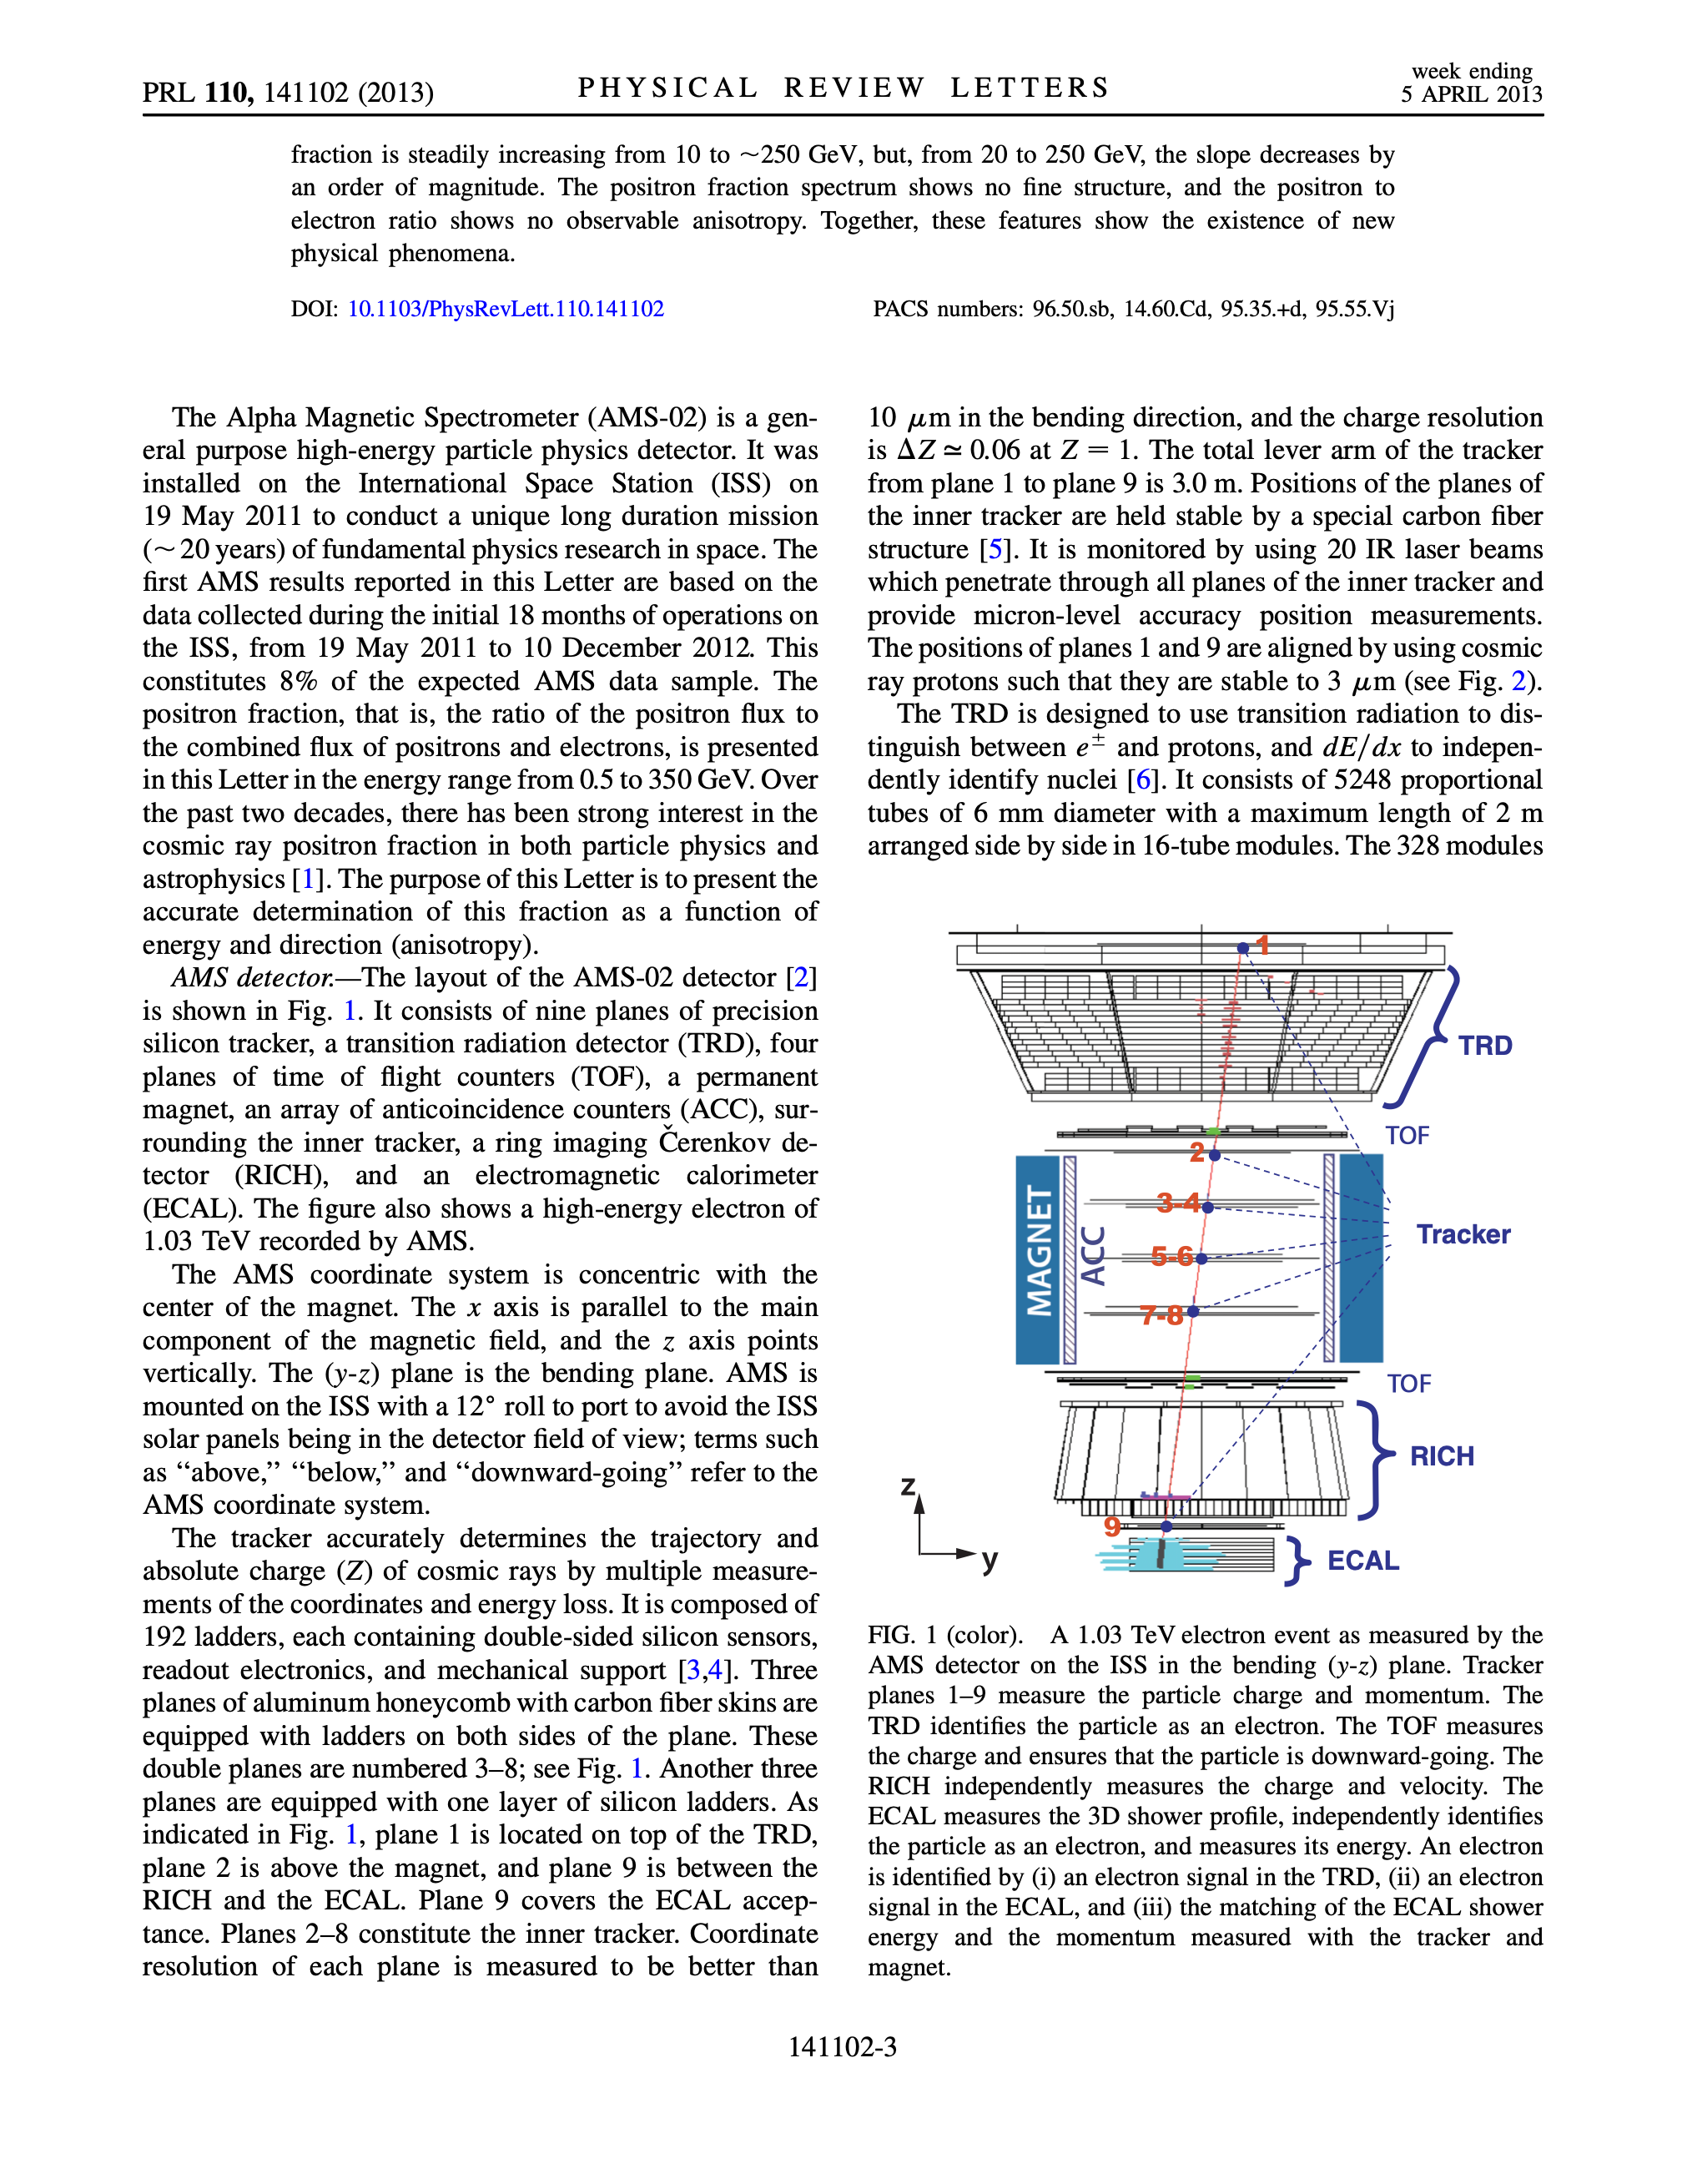 PRL 110, 141102 (2013)
PHYSICAL REVIEW LETTERS
week ending
5 APRIL 2013
fraction is steadily increasing from 10 to ~250 GeV, but, from 20 to 250 GeV, the slope decreases by
an order of magnitude. The positron fraction spectrum shows no fine structure, and the positron to
electron ratio shows no observable anisotropy. Together, these features show the existence of new
physical phenomena.
DOI: 10.1103/PhysRevLett.110.141102
PACS numbers: 96.50.sb, 14.60.Cd, 95.35.+d, 95.55.Vj
The Alpha Magnetic Spectrometer (AMS-02) is a gen-
eral purpose high-energy particle physics detector. It was
installed on the International Space Station (ISS) on
19 May 2011 to conduct a unique long duration mission
(~ 20 years) of fundamental physics research in space. The
first AMS results reported in this Letter are based on the
data collected during the initial 18 months of operations on
the ISS, from 19 May 2011 to 10 December 2012. This
constitutes 8% of the expected AMS data sample. The
positron fraction, that is, the ratio of the positron flux to
the combined flux of positrons and electrons, is presented
in this Letter in the energy range from 0.5 to 350 GeV. Over
the past two decades, there has been strong interest in the
cosmic ray positron fraction in both particle physics and
astrophysics [1]. The purpose of this Letter is to present the
accurate determination of this fraction as a function of
energy and direction (anisotropy).
AMS detector.—The layout of the AMS-02 detector [2]
is shown in Fig. 1. It consists of nine planes of precision
silicon tracker, a transition radiation detector (TRD), four
planes of time of flight counters (TOF), a permanent
magnet, an array of anticoincidence counters (ACC), sur-
rounding the inner tracker, a ring imaging Čerenkov de-
tector (RICH), and an electromagnetic calorimeter
(ECAL). The figure also shows a high-energy electron of
1.03 TeV recorded by AMS.
The AMS coordinate system is concentric with the
center of the magnet. The x axis is parallel to the main
component of the magnetic field, and the z axis points
vertically. The (y-z) plane is the bending plane. AMS is
mounted on the ISS with a 12° roll to port to avoid the ISS
solar panels being in the detector field of view; terms such
as “above,” “below,” and “downward-going” refer to the
AMS coordinate system.
The tracker accurately determines the trajectory and
absolute charge (Z) of cosmic rays by multiple measure-
ments of the coordinates and energy loss. It is composed of
192 ladders, each containing double-sided silicon sensors,
readout electronics, and mechanical support [3,4]. Three
planes of aluminum honeycomb with carbon fiber skins are
equipped with ladders on both sides of the plane. These
double planes are numbered 3–8; see Fig. 1. Another three
planes are equipped with one layer of silicon ladders. As
indicated in Fig. 1, plane 1 is located on top of the TRD,
plane 2 is above the magnet, and plane 9 is between the
RICH and the ECAL. Plane 9 covers the ECAL accep-
tance. Planes 2–8 constitute the inner tracker. Coordinate
resolution of each plane is measured to be better than
10 μm in the bending direction, and the charge resolution
is ΔZ ≃ 0.06 at Z = 1. The total lever arm of the tracker
from plane 1 to plane 9 is 3.0 m. Positions of the planes of
the inner tracker are held stable by a special carbon fiber
structure [5]. It is monitored by using 20 IR laser beams
which penetrate through all planes of the inner tracker and
provide micron-level accuracy position measurements.
The positions of planes 1 and 9 are aligned by using cosmic
ray protons such that they are stable to 3 μm (see Fig. 2).
The TRD is designed to use transition radiation to dis-
tinguish between e± and protons, and dE/dx to indepen-
dently identify nuclei [6]. It consists of 5248 proportional
tubes of 6 mm diameter with a maximum length of 2 m
arranged side by side in 16-tube modules. The 328 modules
1
TRD
TOF
2
3-4
MAGNET
ACC
Tracker
5-6
7-8
TOF
RICH
z
y
9
ECAL
FIG. 1 (color). A 1.03 TeV electron event as measured by the
AMS detector on the ISS in the bending (y-z) plane. Tracker
planes 1–9 measure the particle charge and momentum. The
TRD identifies the particle as an electron. The TOF measures
the charge and ensures that the particle is downward-going. The
RICH independently measures the charge and velocity. The
ECAL measures the 3D shower profile, independently identifies
the particle as an electron, and measures its energy. An electron
is identified by (i) an electron signal in the TRD, (ii) an electron
signal in the ECAL, and (iii) the matching of the ECAL shower
energy and the momentum measured with the tracker and
magnet.
141102-3